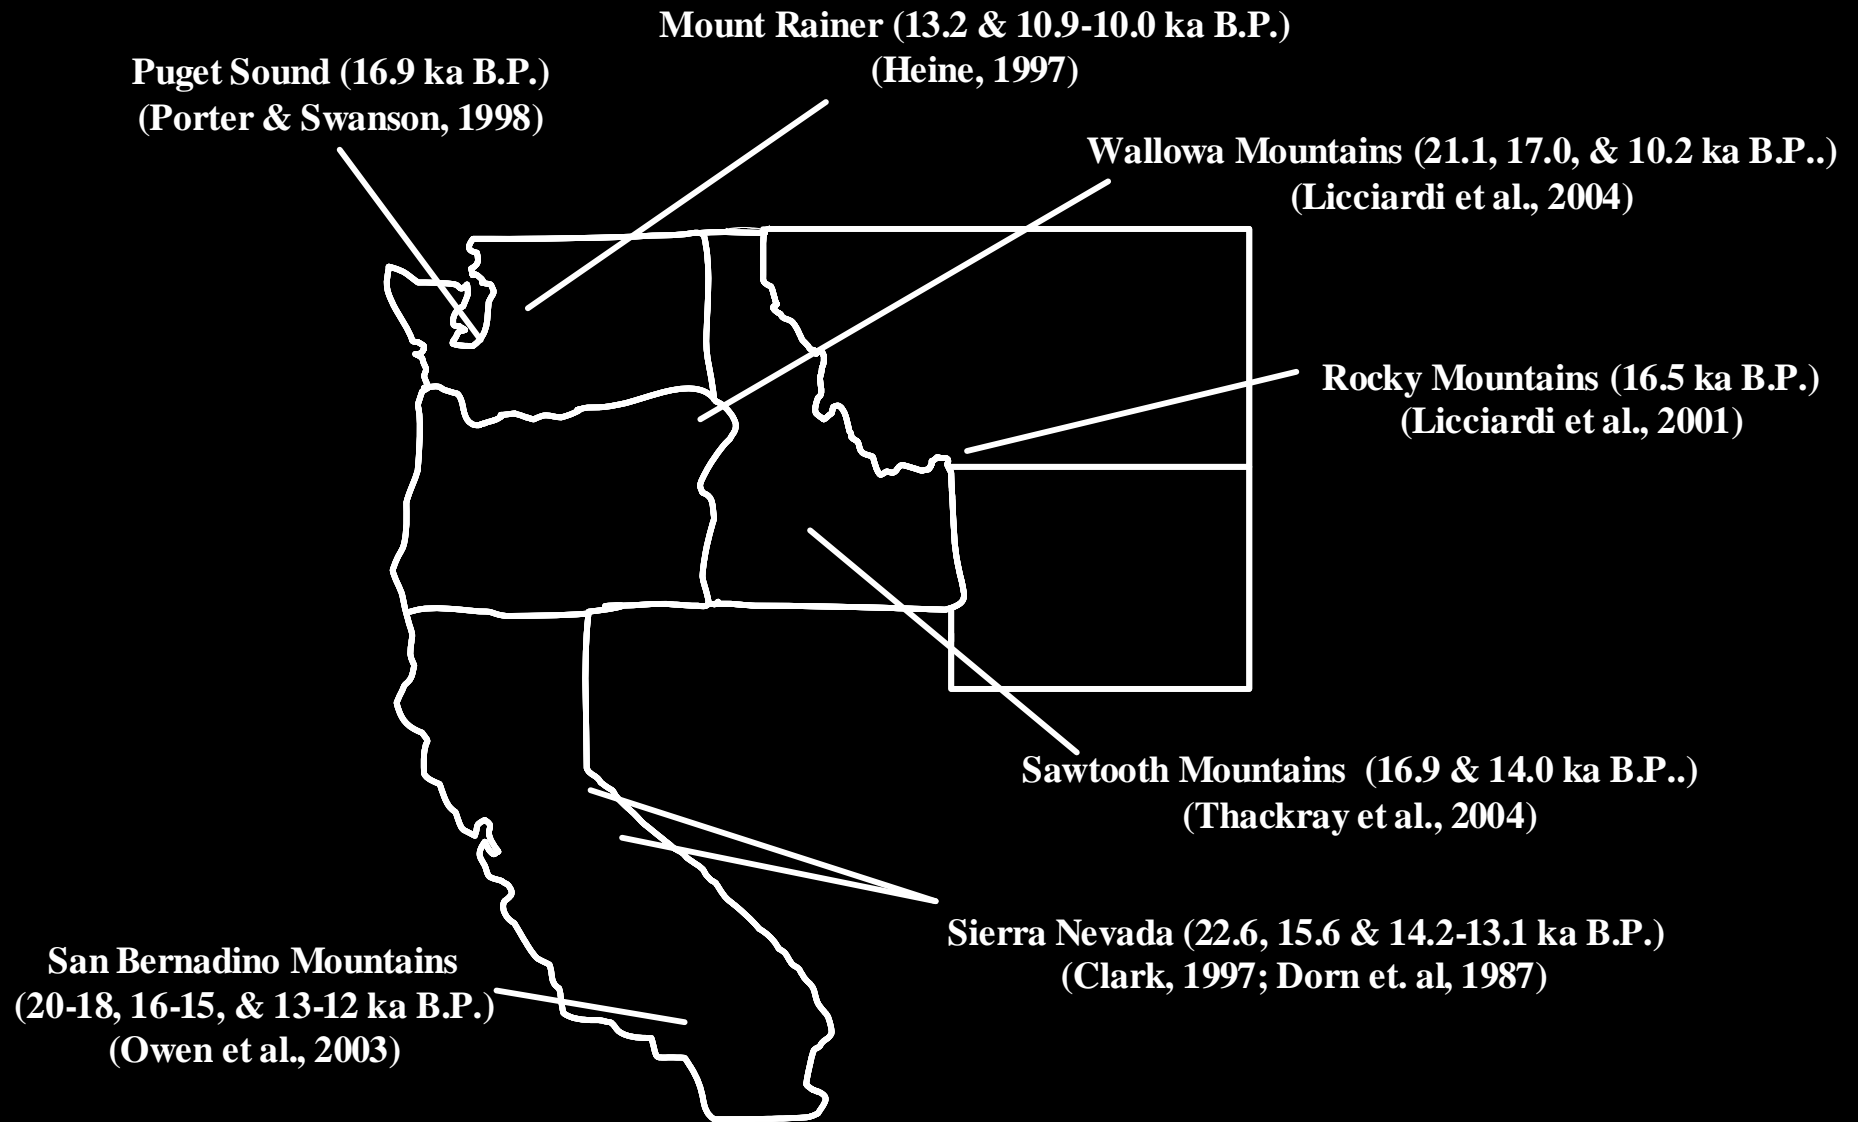 Mount Rainer (13.2 & 10.9-10.0 ka B.P.)
(Heine, 1997)
Puget Sound (16.9 ka B.P.)
(Porter & Swanson, 1998)
Wallowa Mountains (21.1, 17.0, & 10.2 ka B.P..)
(Licciardi et al., 2004)
Rocky Mountains (16.5 ka B.P.)
(Licciardi et al., 2001)
Sawtooth Mountains (16.9 & 14.0 ka B.P..)
(Thackray et al., 2004)
Sierra Nevada (22.6, 15.6 & 14.2-13.1 ka B.P.)
(Clark, 1997; Dorn et. al, 1987)
San Bernadino Mountains
(20-18, 16-15, & 13-12 ka B.P.)
(Owen et al., 2003)